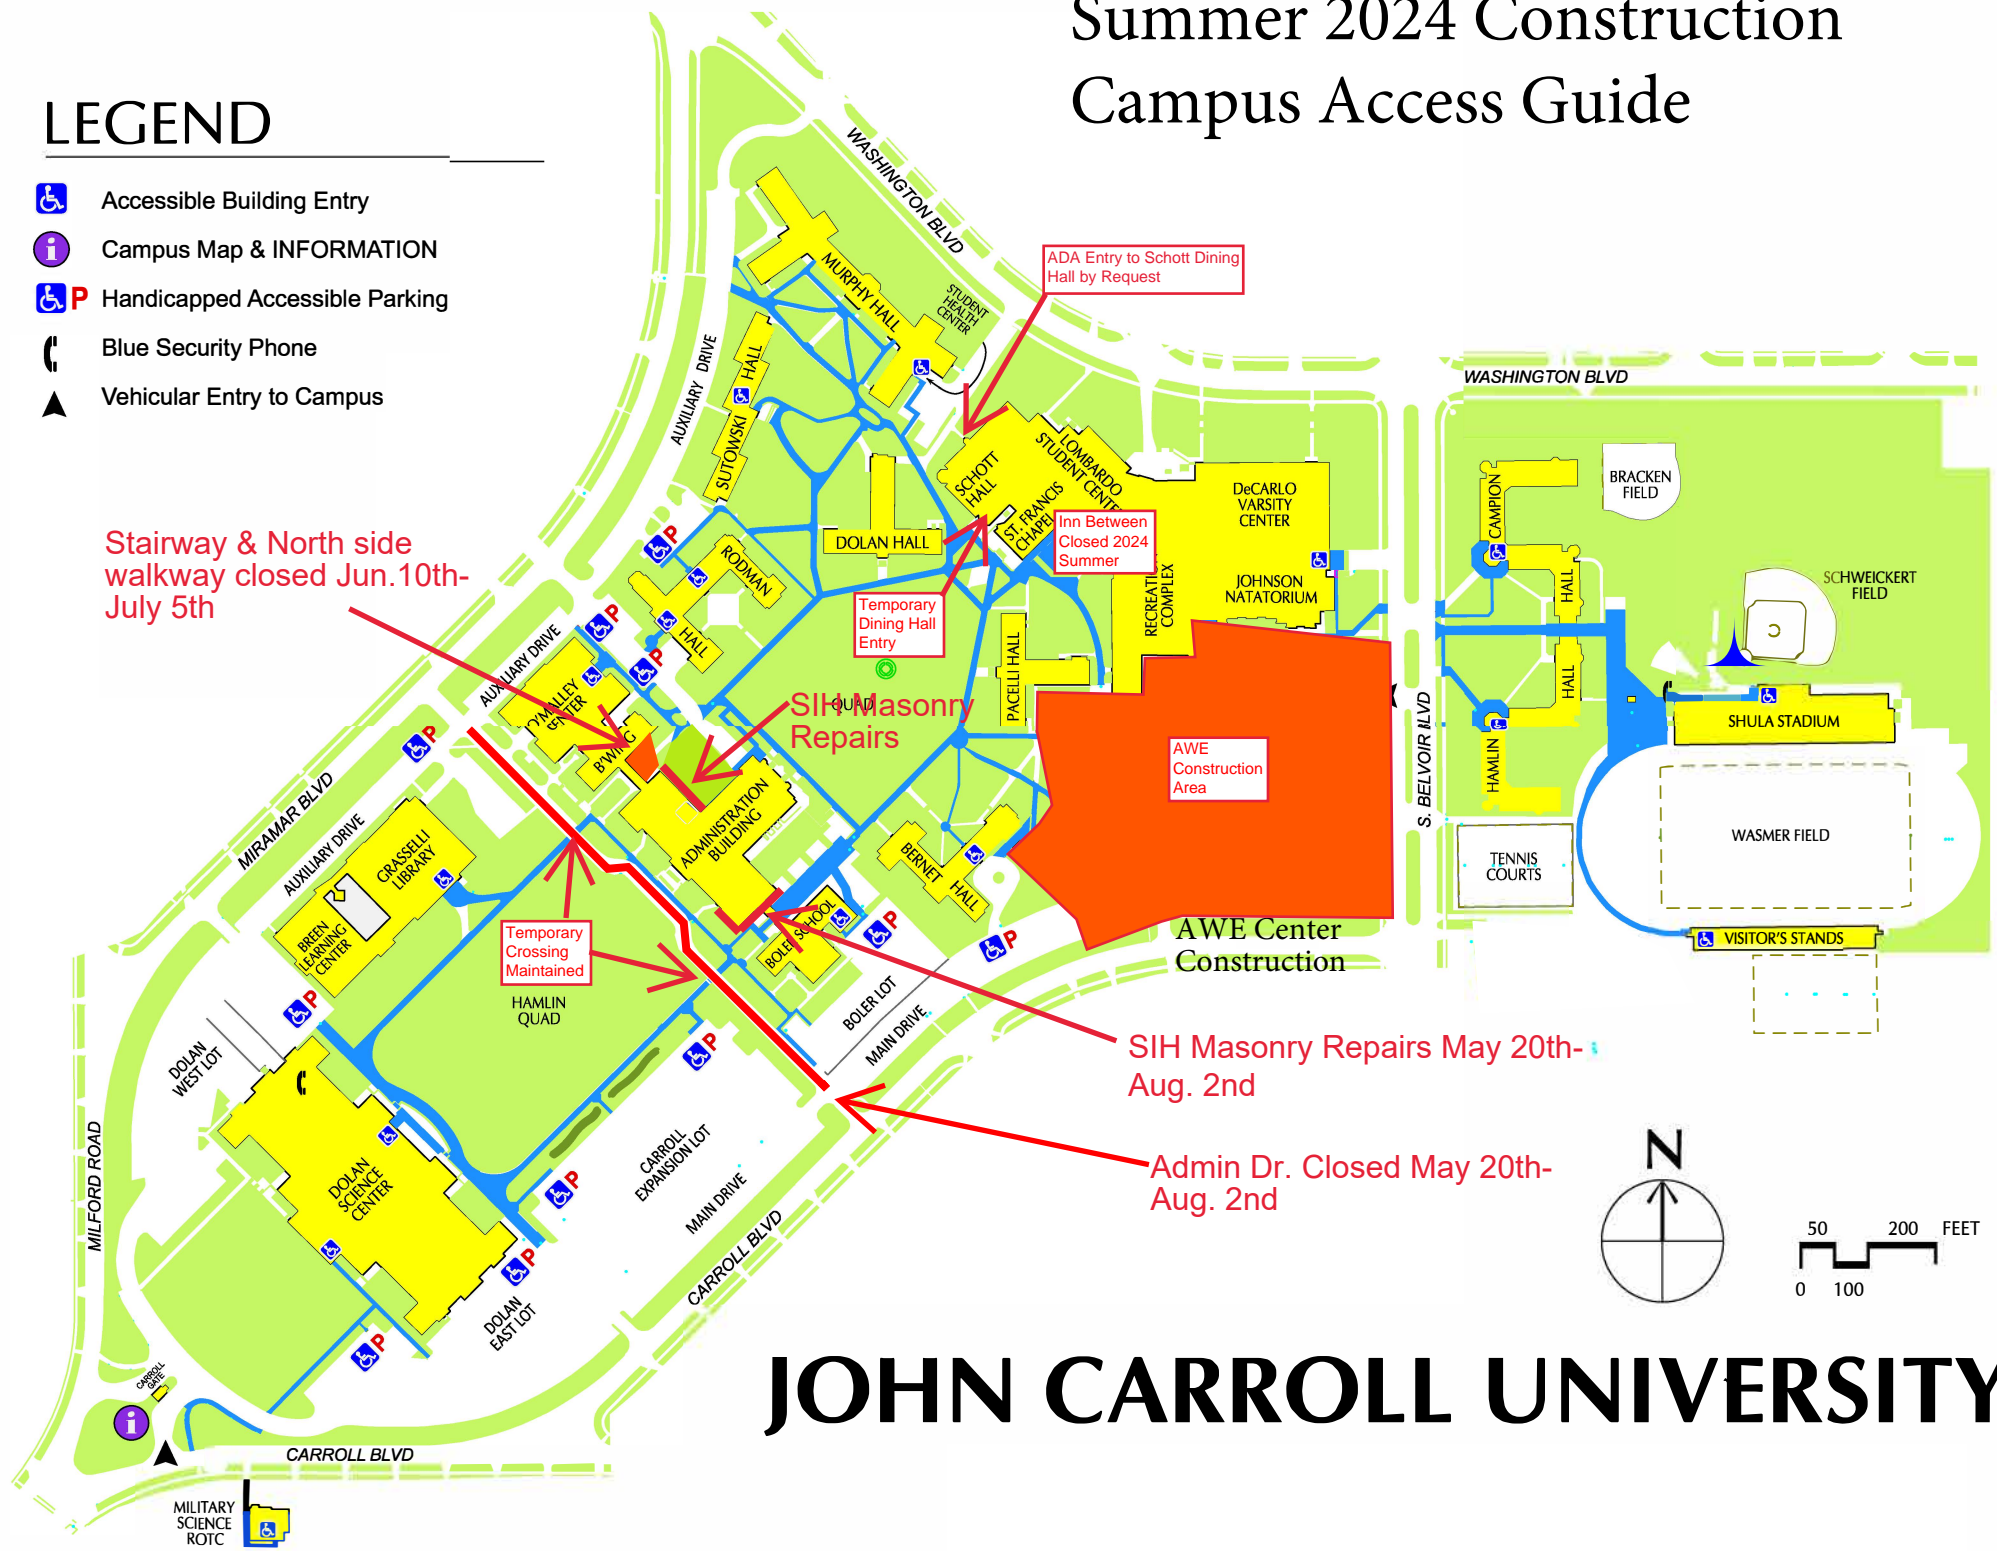 Summer 2024 Construction
Campus Access Guide
LEGEND
Accessible Building Entry
i
Campus Map & INFORMATION
P
Handicapped Accessible Parking
Blue Security Phone
Vehicular Entry to Campus
WASHINGTON BLVD
ADA Entry to Schott Dining
Hall by Request
MURPHY HALL
STUDENT
HEALTH
CENTER
AUXILIARY DRIVE
SUTOWSKI HALL
WASHINGTON BLVD
SCHOTT
HALL
LOMBARDO
STUDENT CENTE
ST. FRANCIS
CHAPEL
DeCARLO
VARSITY
CENTER
CAMPION
HALL
BRACKEN
FIELD
DOLAN HALL
Inn Between
Closed 2024
Summer
RECREATI
COMPLEX
JOHNSON
NATATORIUM
SCHWEICKERT
FIELD
Stairway & North side
walkway closed Jun.10th-
July 5th
P
RODMAN
HALL
P
P
Temporary
Dining Hall
Entry
PACELLI HALL
AUXILIARY DRIVE
O'MALLEY
CENTER
B'WING
QUAD
SIH Masonry
Repairs
AWE
Construction
Area
S. BELVOIR BLVD
HAMLIN
HALL
SHULA STADIUM
P
MIRAMAR BLVD
AUXILIARY DRIVE
GRASSELLI
LIBRARY
BREEN
LEARNING
CENTER
ADMINISTRATION
BUILDING
BERNET HALL
TENNIS
COURTS
WASMER FIELD
VISITOR'S STANDS
Temporary
Crossing
Maintained
BOLER SCHOOL
P
P
AWE Center
Construction
HAMLIN
QUAD
P
BOLER LOT
MAIN DRIVE
DOLAN
WEST LOT
P
SIH Masonry Repairs May 20th-
Aug. 2nd
Admin Dr. Closed May 20th-
Aug. 2nd
CARROLL
EXPANSION LOT
MAIN DRIVE
CARROLL BLVD
MILFORD ROAD
DOLAN
SCIENCE
CENTER
P
P
DOLAN
EAST LOT
P
N
50 200 FEET
0 100
CARROLL
GATE
i
JOHN CARROLL UNIVERSITY
CARROLL BLVD
MILITARY
SCIENCE
ROTC